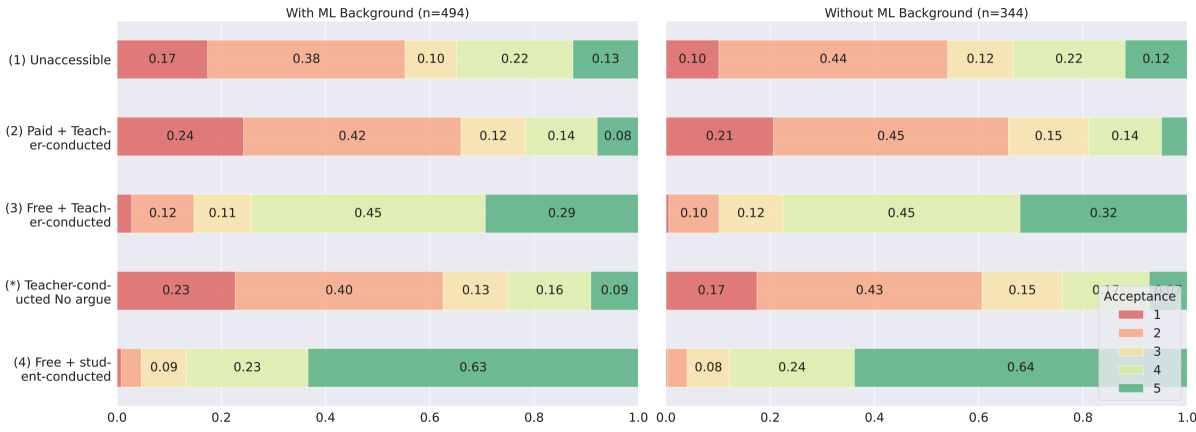 With ML Background (n=494)
Without ML Background (n=344)
(1) Unaccessible
0.17 0.38 0.10 0.22 0.13
0.10 0.44 0.12 0.22 0.12
(2) Paid + Teach-
er-conducted
0.24 0.42 0.12 0.14 0.08
0.21 0.45 0.15 0.14
(3) Free + Teach-
er-conducted
0.12 0.11 0.45 0.29
0.10 0.12 0.45 0.32
(*) Teacher-cond-
ucted No argue
0.23 0.40 0.13 0.16 0.09
0.17 0.43 0.15 0.17
(4) Free + stud-
ent-conducted
0.09 0.23 0.63
0.08 0.24 0.64
Acceptance
1
2
3
4
5
0.0 0.2 0.4 0.6 0.8 1.0
0.0 0.2 0.4 0.6 0.8 1.0